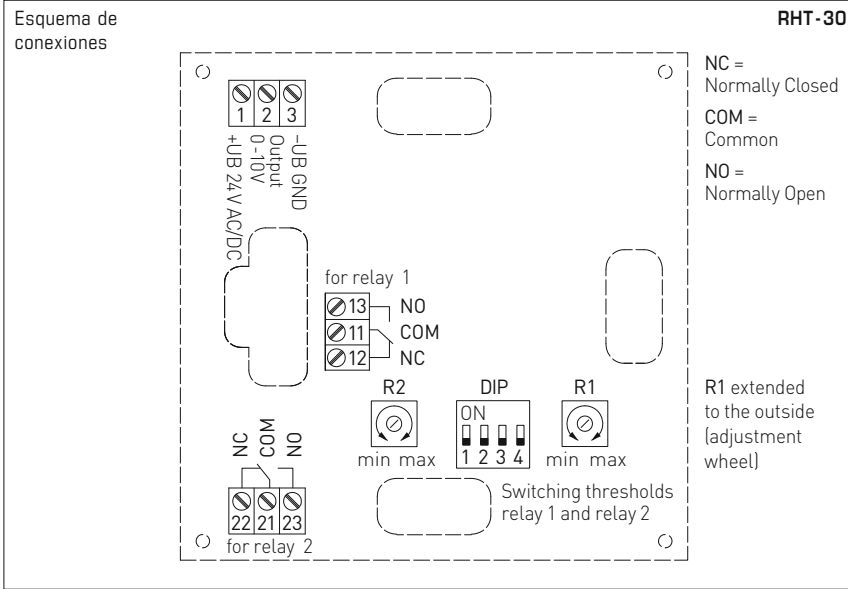 Esquema de
conexiones
RHT-30
NC =
Normally Closed
COM =
Common
NO =
Normally Open
1 2 3
+UB 24V AC/DC
Output
0-10V
-UB GND
for relay 1
13 NO
11 COM
12 NC
R2 DIP R1
ON
1 2 3 4
min max
min max
R1 extended
to the outside
(adjustment
wheel)
NC COM NO
22 21 23
for relay 2
Switching thresholds
relay 1 and relay 2